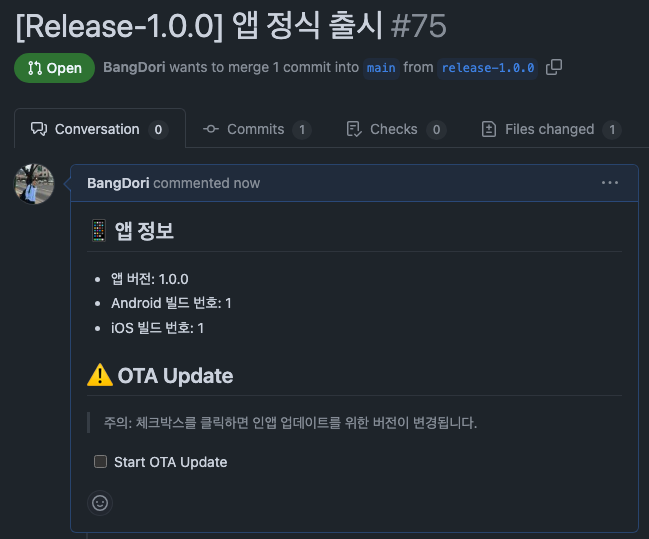 [Release-1.0.0] 앱 정식 출시 #75
Open BangDori wants to merge 1 commit into main from release-1.0.0
Conversation 0 Commits 1 Checks 0 Files changed 1
BangDori commented now
앱 정보
앱 버전: 1.0.0
Android 빌드 번호: 1
iOS 빌드 번호: 1
OTA Update
주의: 체크박스를 클릭하면 인앱 업데이트를 위한 버전이 변경됩니다.
Start OTA Update